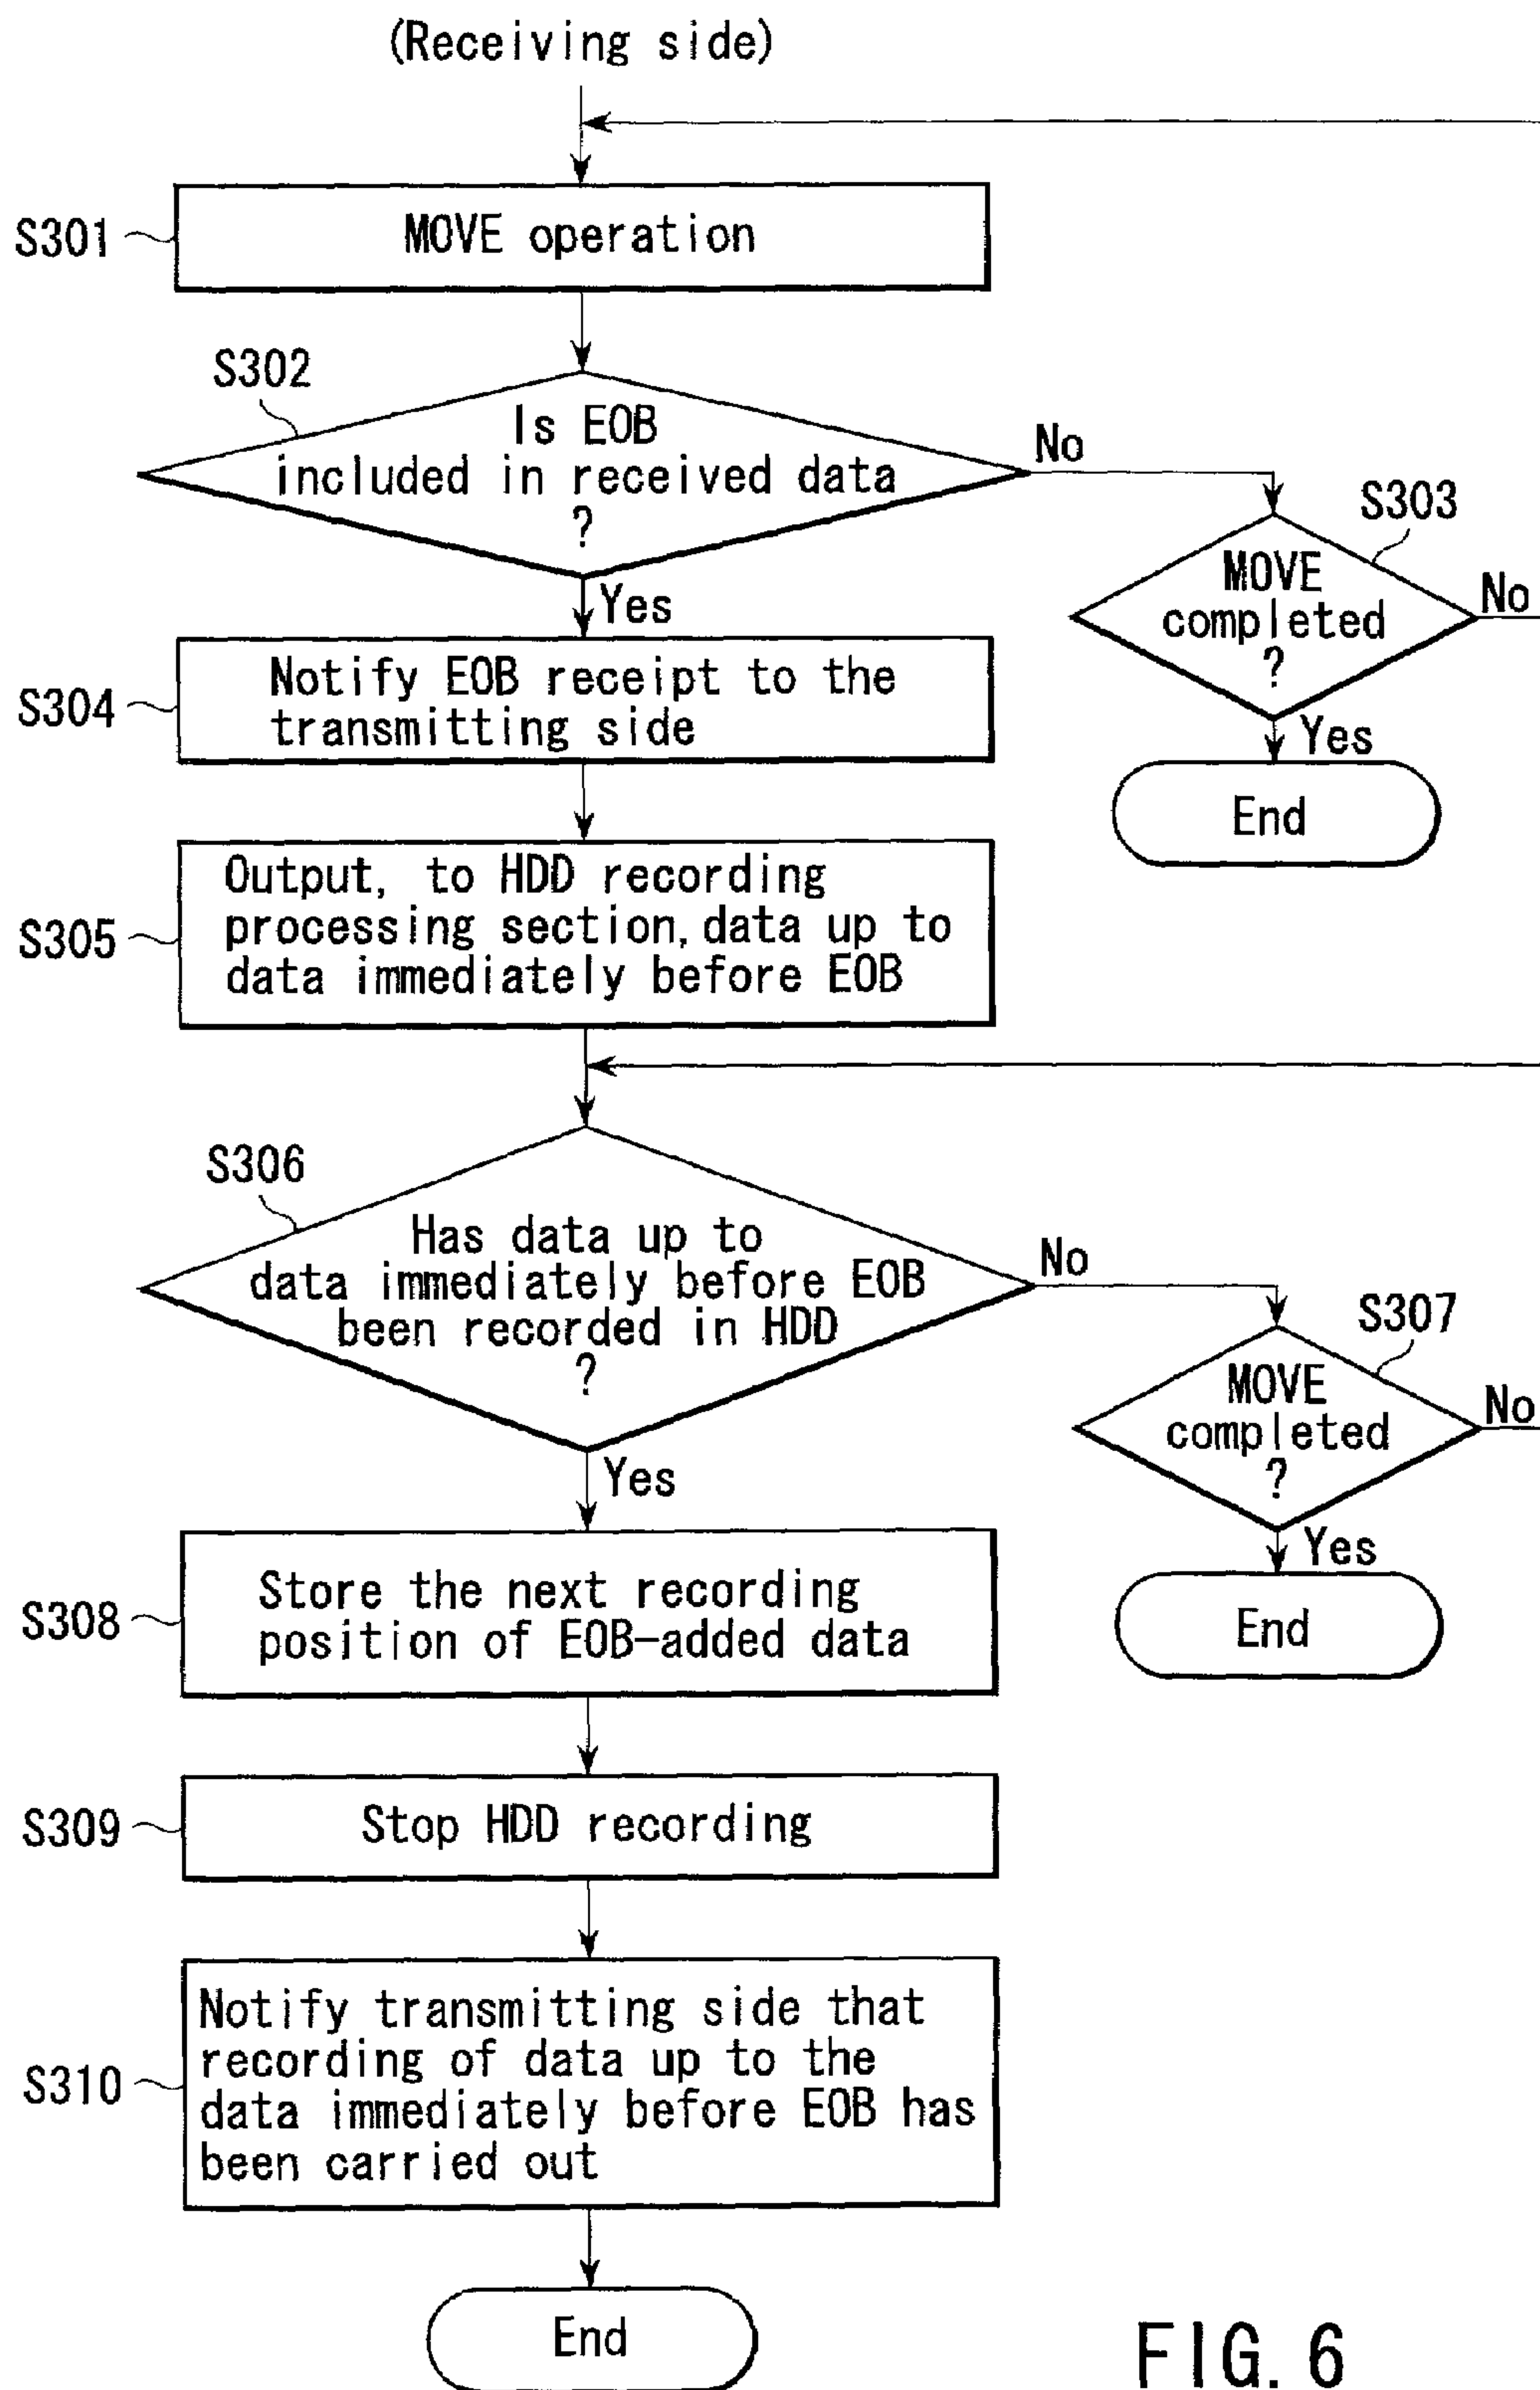 (Receiving side)
S301
MOVE operation
S302
Is EOB
included in received data
?
No
S303
MOVE
completed
?
No
Yes
End
Yes
S304
Notify EOB receipt to the
transmitting side
S305
Output, to HDD recording
processing section, data up to
data immediately before EOB
S306
Has data up to
data immediately before EOB
been recorded in HDD
?
No
S307
MOVE
completed
?
No
Yes
End
Yes
S308
Store the next recording
position of EOB-added data
S309
Stop HDD recording
S310
Notify transmitting side that
recording of data up to the
data immediately before EOB has
been carried out
End
FIG. 6